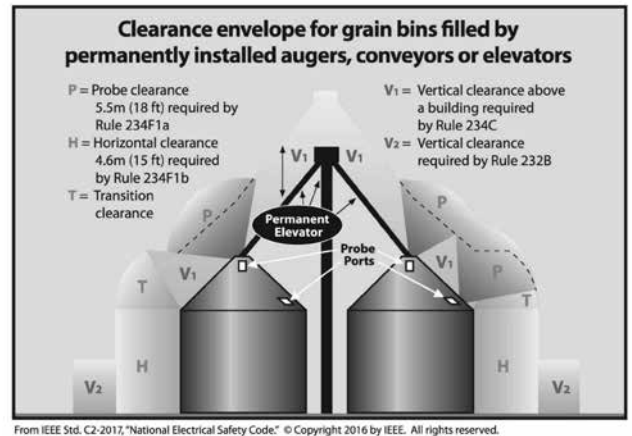 Clearance envelope for grain bins filled by
permanently installed augers, conveyors or elevators
P = Probe clearance
5.5m (18 ft) required by
Rule 234F1a
H = Horizontal clearance
4.6m (15 ft) required
by Rule 234F1b
T = Transition
clearance
V1 = Vertical clearance above
a building required
by Rule 234C
V2 = Vertical clearance
required by Rule 232B
V1 V1
P P
Permanent
Elevator
Probe
Ports
V1 V1
P
T T
H H
V2 V2
From IEEE Std. C2-2017, "National Electrical Safety Code." © Copyright 2016 by IEEE. All rights reserved.